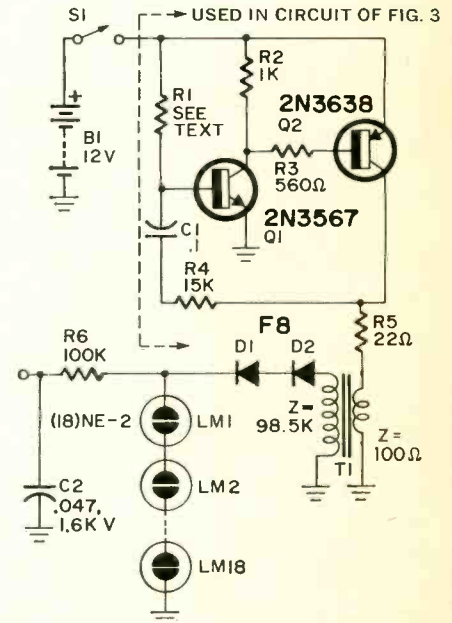 USED IN CIRCUIT OF FIG. 3
S1
R2
1K
R1
SEE
TEXT
2N3638
Q2
+
B1
12V
R3
560Ω
2N3567
Q1
C1
.1
R4
15K
R6
100K
F8
D1
D2
R5
22Ω
(18)NE-2
LM1
Z=
98.5K
Z=
100Ω
T1
C2
.047,
1.6KV
LM2
LM18